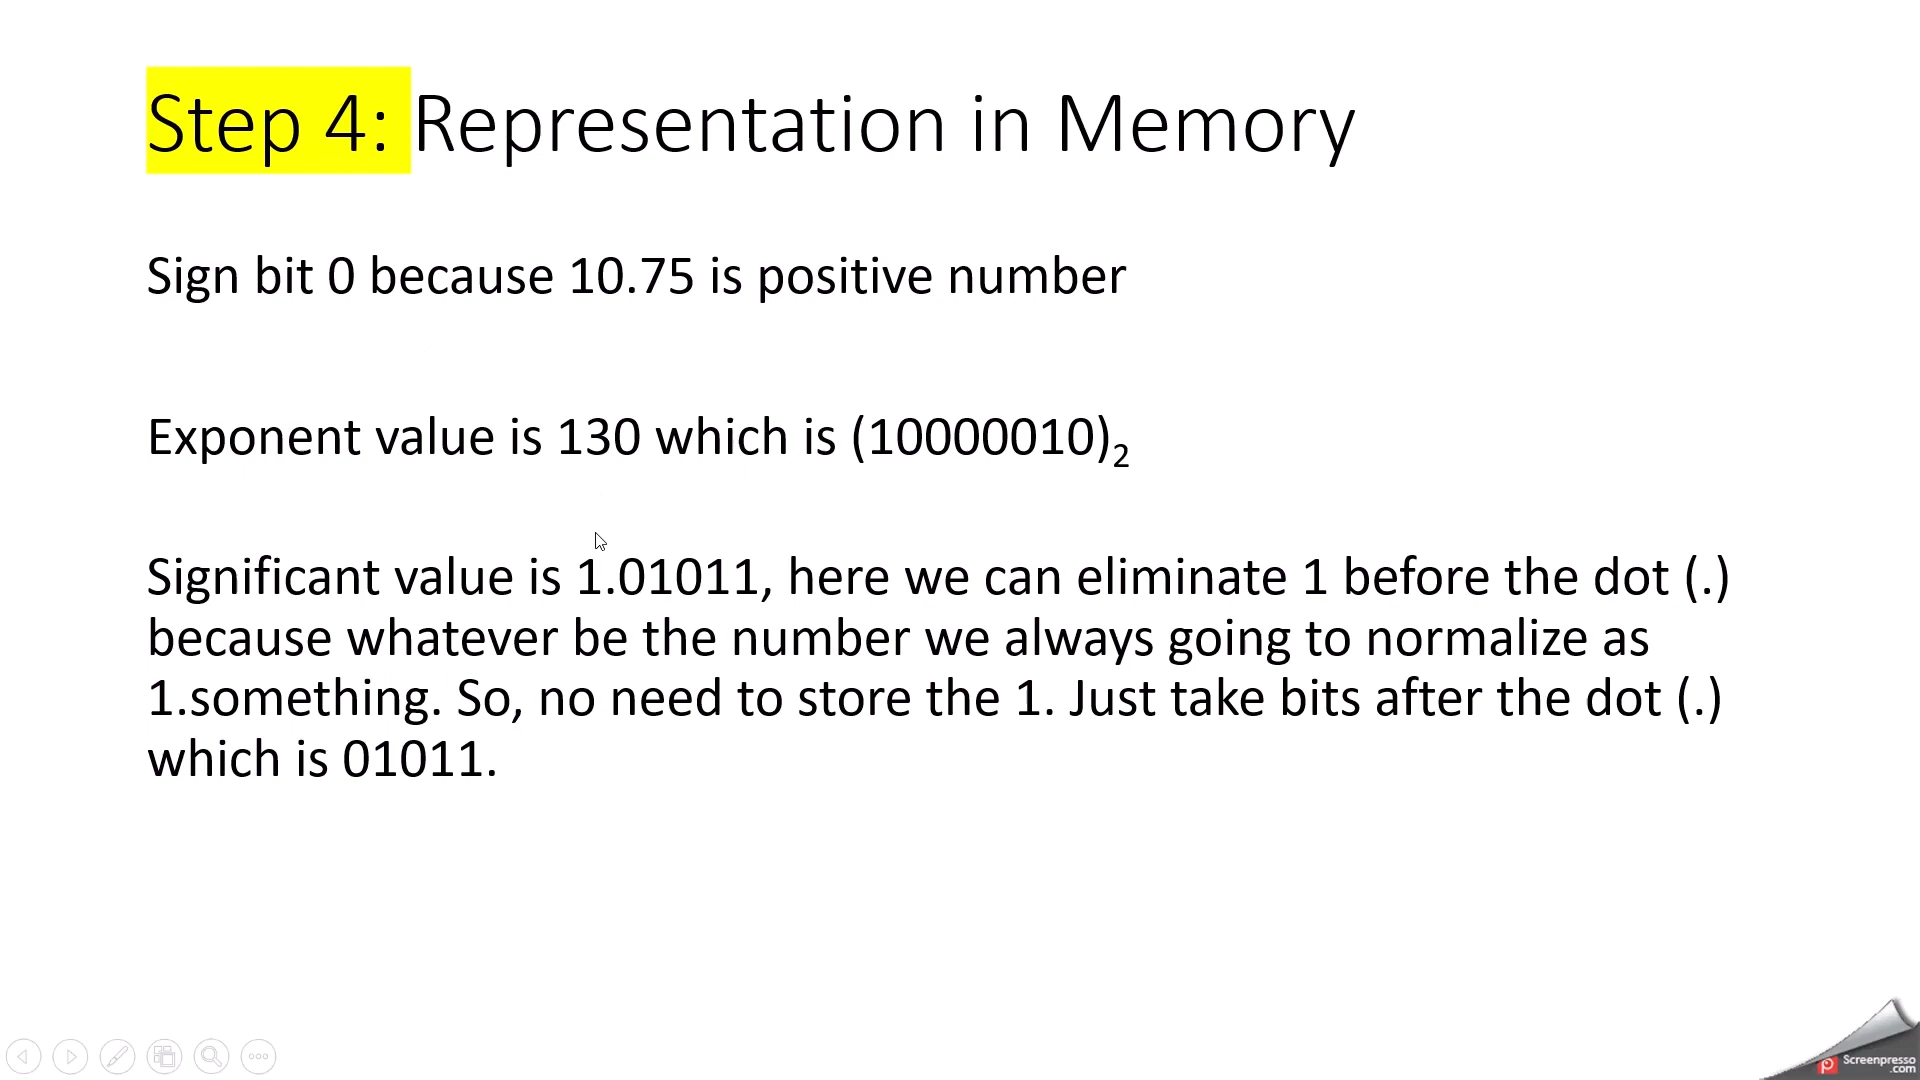 Step 4: Representation in Memory
Sign bit 0 because 10.75 is positive number
Exponent value is 130 which is (10000010)₂
Significant value is 1.01011, here we can eliminate 1 before the dot (.)
because whatever be the number we always going to normalize as
1.something. So, no need to store the 1. Just take bits after the dot (.)
which is 01011.
Screenpresso
.com